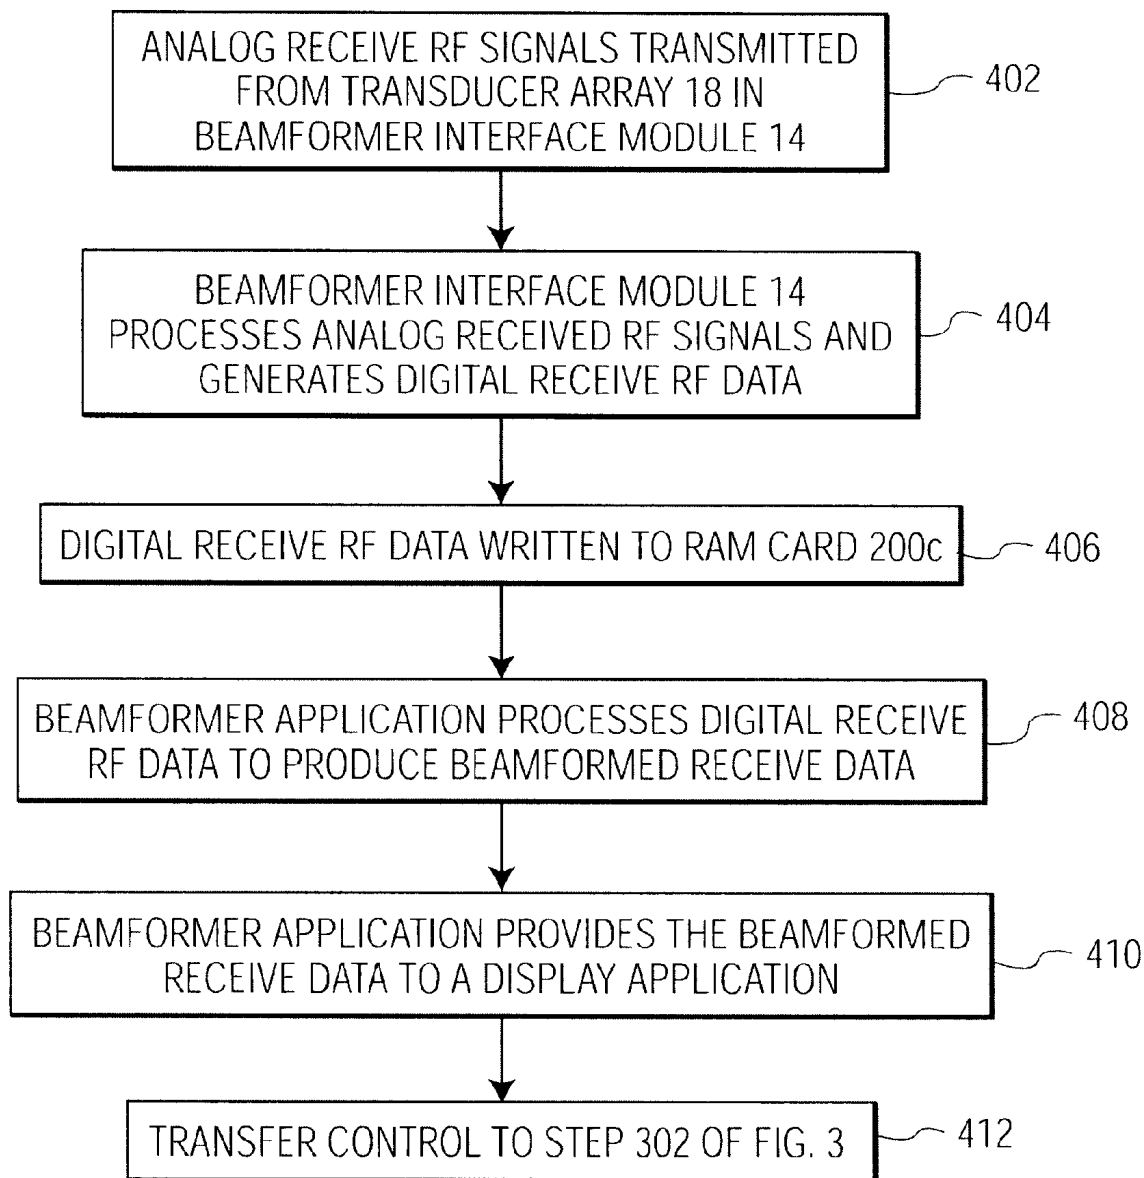 ANALOG RECEIVE RF SIGNALS TRANSMITTED
FROM TRANSDUCER ARRAY 18 IN
BEAMFORMER INTERFACE MODULE 14
402
BEAMFORMER INTERFACE MODULE 14
PROCESSES ANALOG RECEIVED RF SIGNALS AND
GENERATES DIGITAL RECEIVE RF DATA
404
DIGITAL RECEIVE RF DATA WRITTEN TO RAM CARD 200c
406
BEAMFORMER APPLICATION PROCESSES DIGITAL RECEIVE
RF DATA TO PRODUCE BEAMFORMED RECEIVE DATA
408
BEAMFORMER APPLICATION PROVIDES THE BEAMFORMED
RECEIVE DATA TO A DISPLAY APPLICATION
410
TRANSFER CONTROL TO STEP 302 OF FIG. 3
412